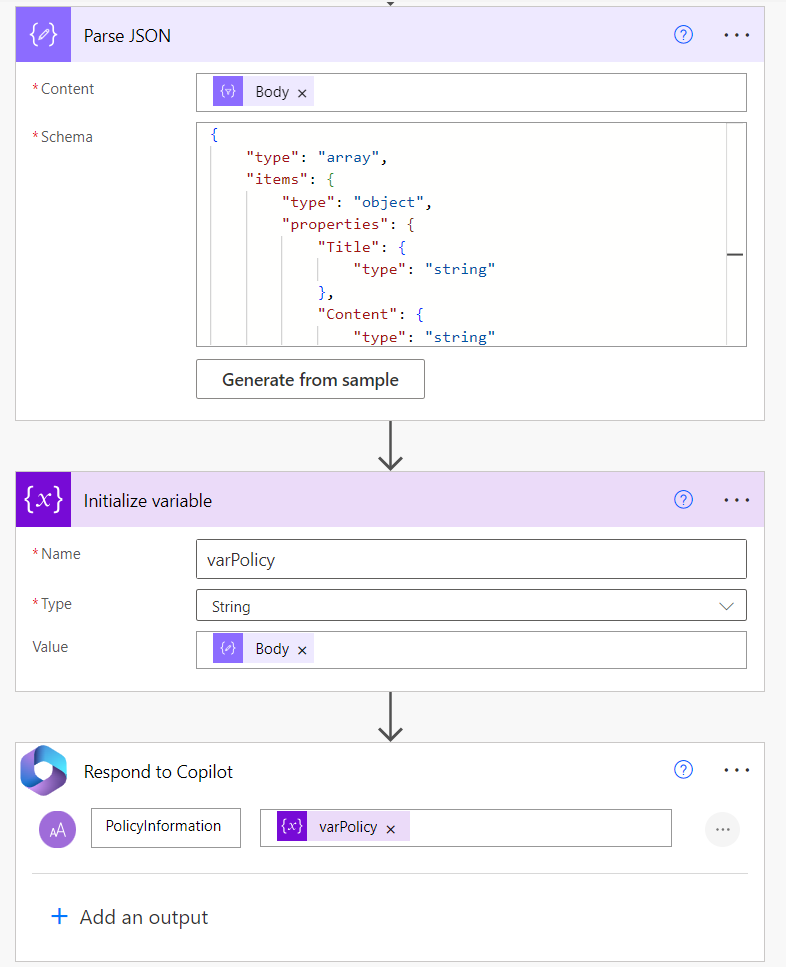 Parse JSON
* Content
Body ×
* Schema
{
"type": "array",
"items": {
"type": "object",
"properties": {
"Title": {
"type": "string"
},
"Content": {
"type": "string"
Generate from sample
{x} Initialize variable
* Name
varPolicy
* Type
String
Value
Body ×
Respond to Copilot
AA PolicyInformation {x} varPolicy ×
+ Add an output